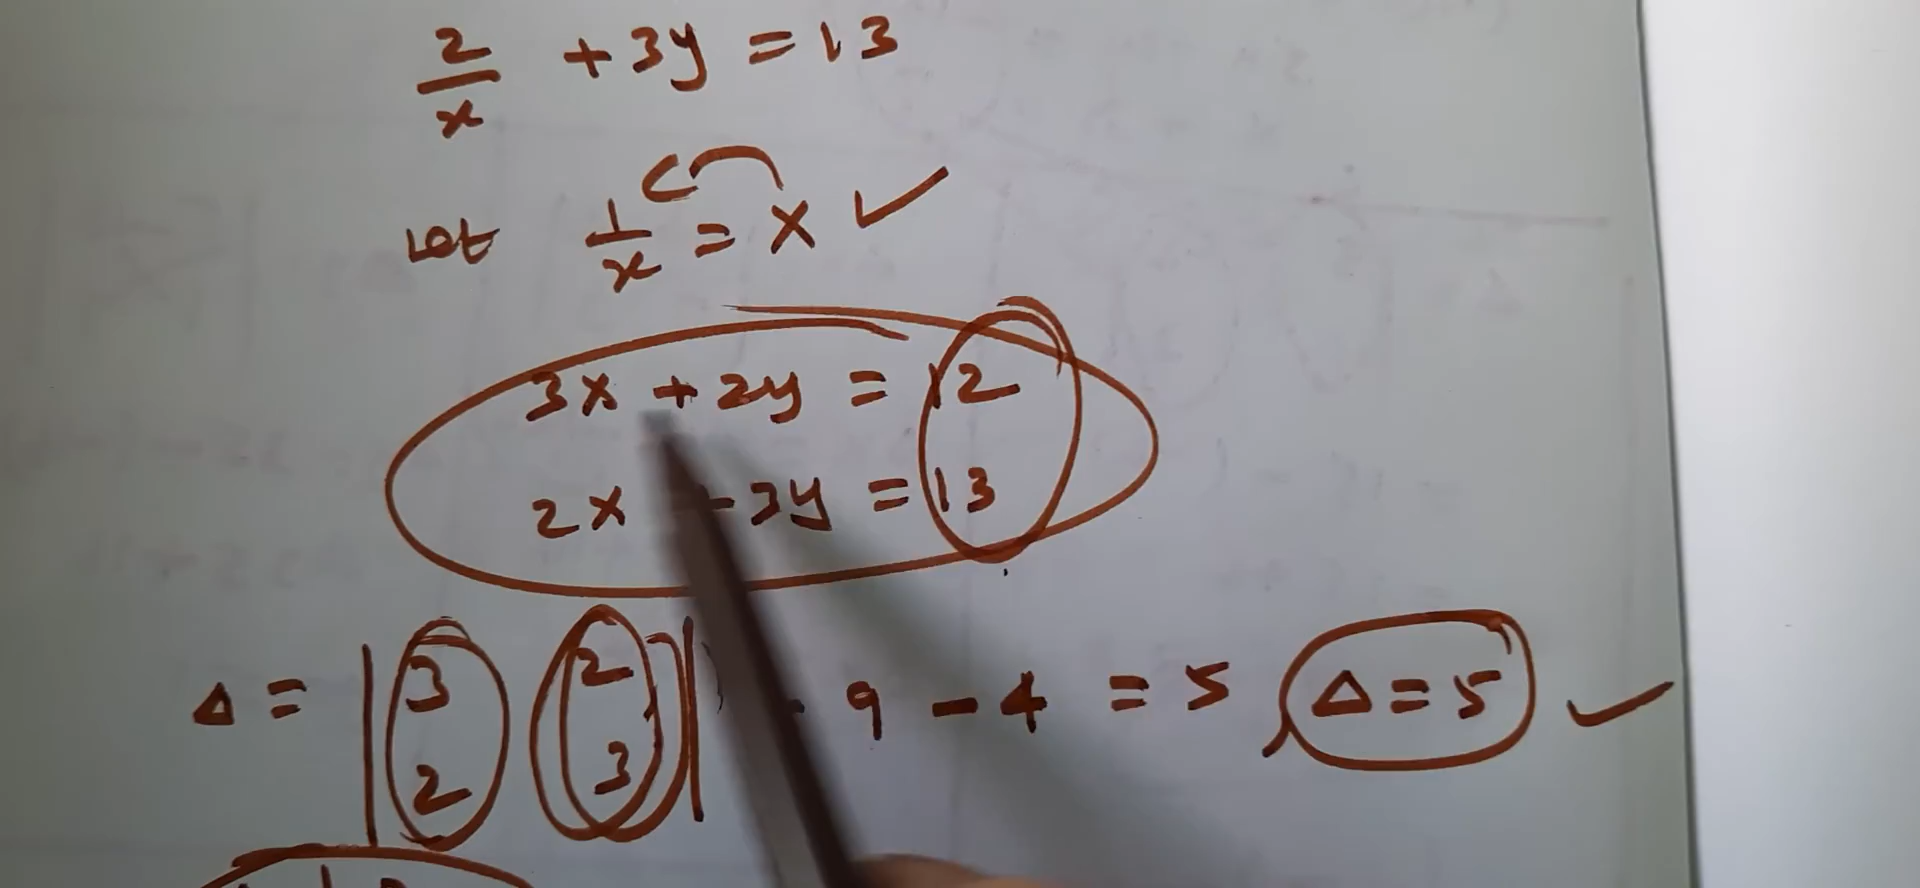 2/x + 3y = 13
Let 1/x = X ✓
3X + 2y = 12
2X + 3y = 13
Δ = |3 2
2 3| = 9 - 4 = 5, Δ = 5 ✓